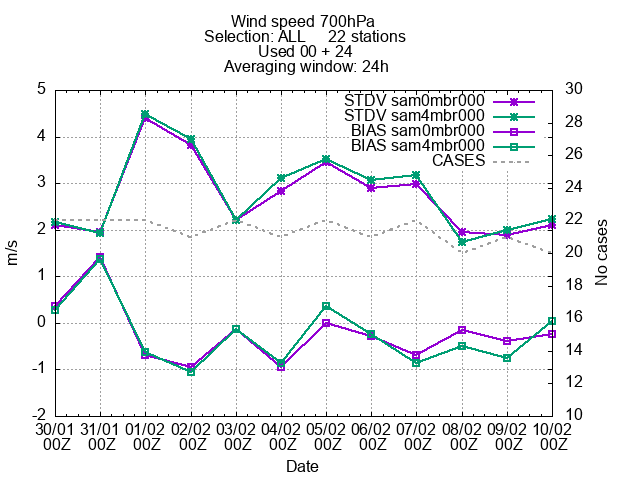 Wind speed 700hPa
Selection: ALL     22 stations
Used 00 + 24
Averaging window: 24h
STDV sam0mbr000
STDV sam4mbr000
BIAS sam0mbr000
BIAS sam4mbr000
CASES
5
4
3
2
1
0
-1
-2
m/s
30
28
26
24
22
20
18
16
14
12
10
No cases
30/01 31/01 01/02 02/02 03/02 04/02 05/02 06/02 07/02 08/02 09/02 10/02
00Z 00Z 00Z 00Z 00Z 00Z 00Z 00Z 00Z 00Z 00Z 00Z
Date